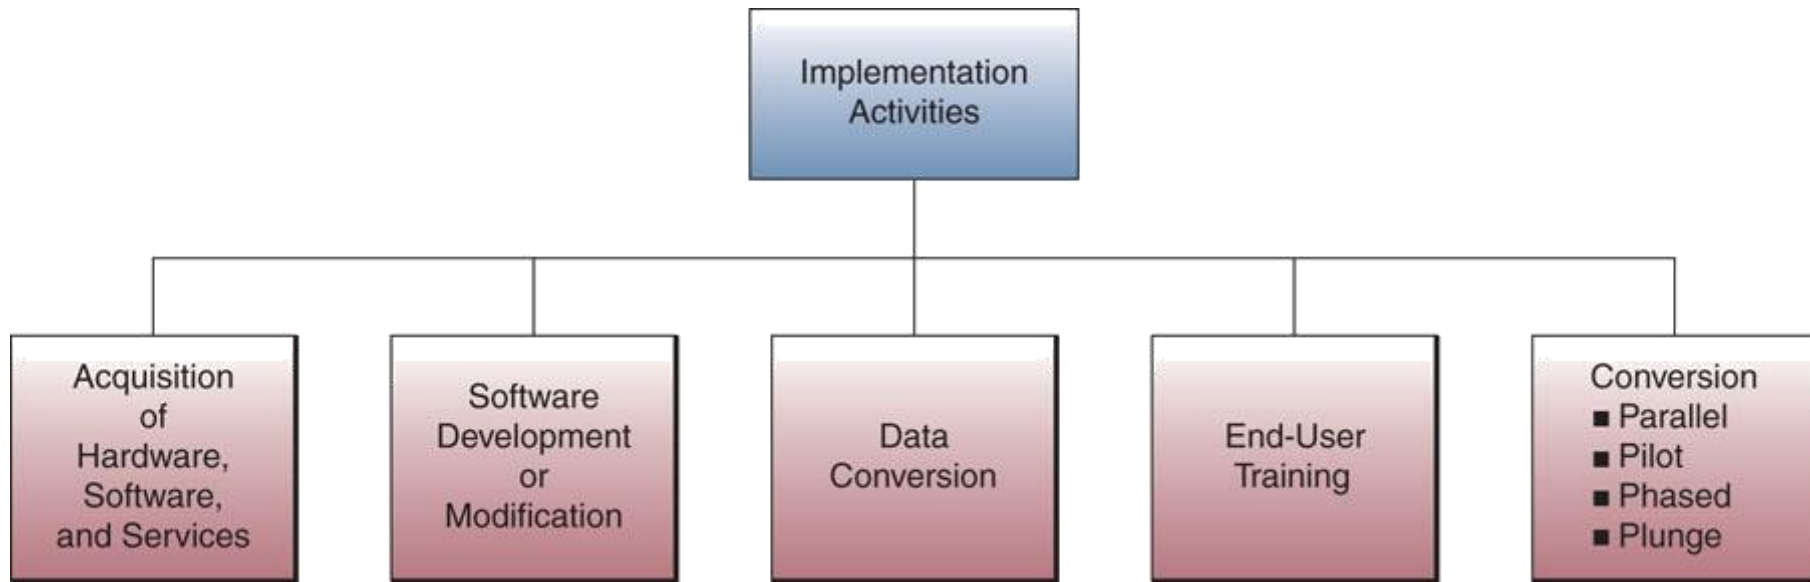 Implementation
Activities
Acquisition
of
Hardware,
Software,
and Services
Software
Development
or
Modification
Data
Conversion
End-User
Training
Conversion
■ Parallel
■ Pilot
■ Phased
■ Plunge